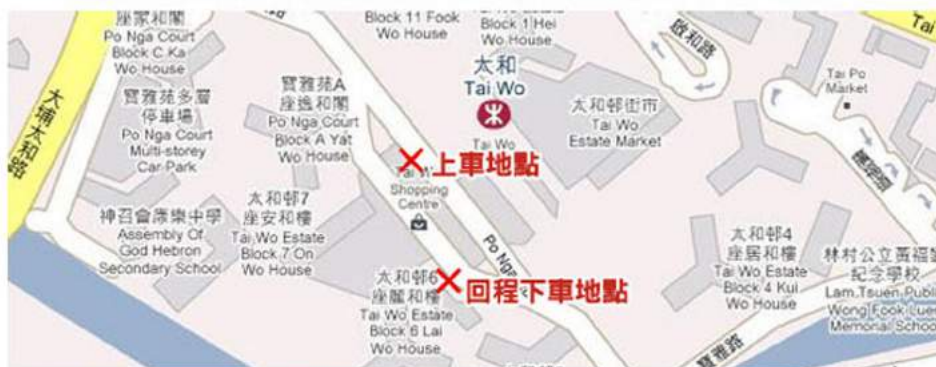 座家和閣
Po Nga Court
Block C Ka
Wo House
寶雅苑多層
停車場
Po Nga Court
Multi-storey
Car Park
大埔太和路
神召會康樂中學
Assembly Of
God Hebron
Secondary School
寶雅苑A
座逸和閣
Po Nga Court
Block A Yat
Wo House
太和邨7
座安和樓
Tai Wo Estate
Block 7 On
Wo House
Block 11 Fook
Wo House
Block 1 Hei
Wo House
太和
Tai Wo
Tai Wo
上車地點
Shopping
Centre
太和邨街市
Tai Wo
Estate Market
啟和路
Tai
Tai Po
Market
Po Nga
回程下車地點
太和邨6
座麗和樓
Tai Wo Estate
Block 6 Lai
Wo House
太和邨4
座居和樓
Tai Wo Estate
Block 4 Kui
Wo House
林村公立黃福鑾
紀念學校
Lam Tsuen Public
Wong Fook Luen
Memorial School
寶雅路